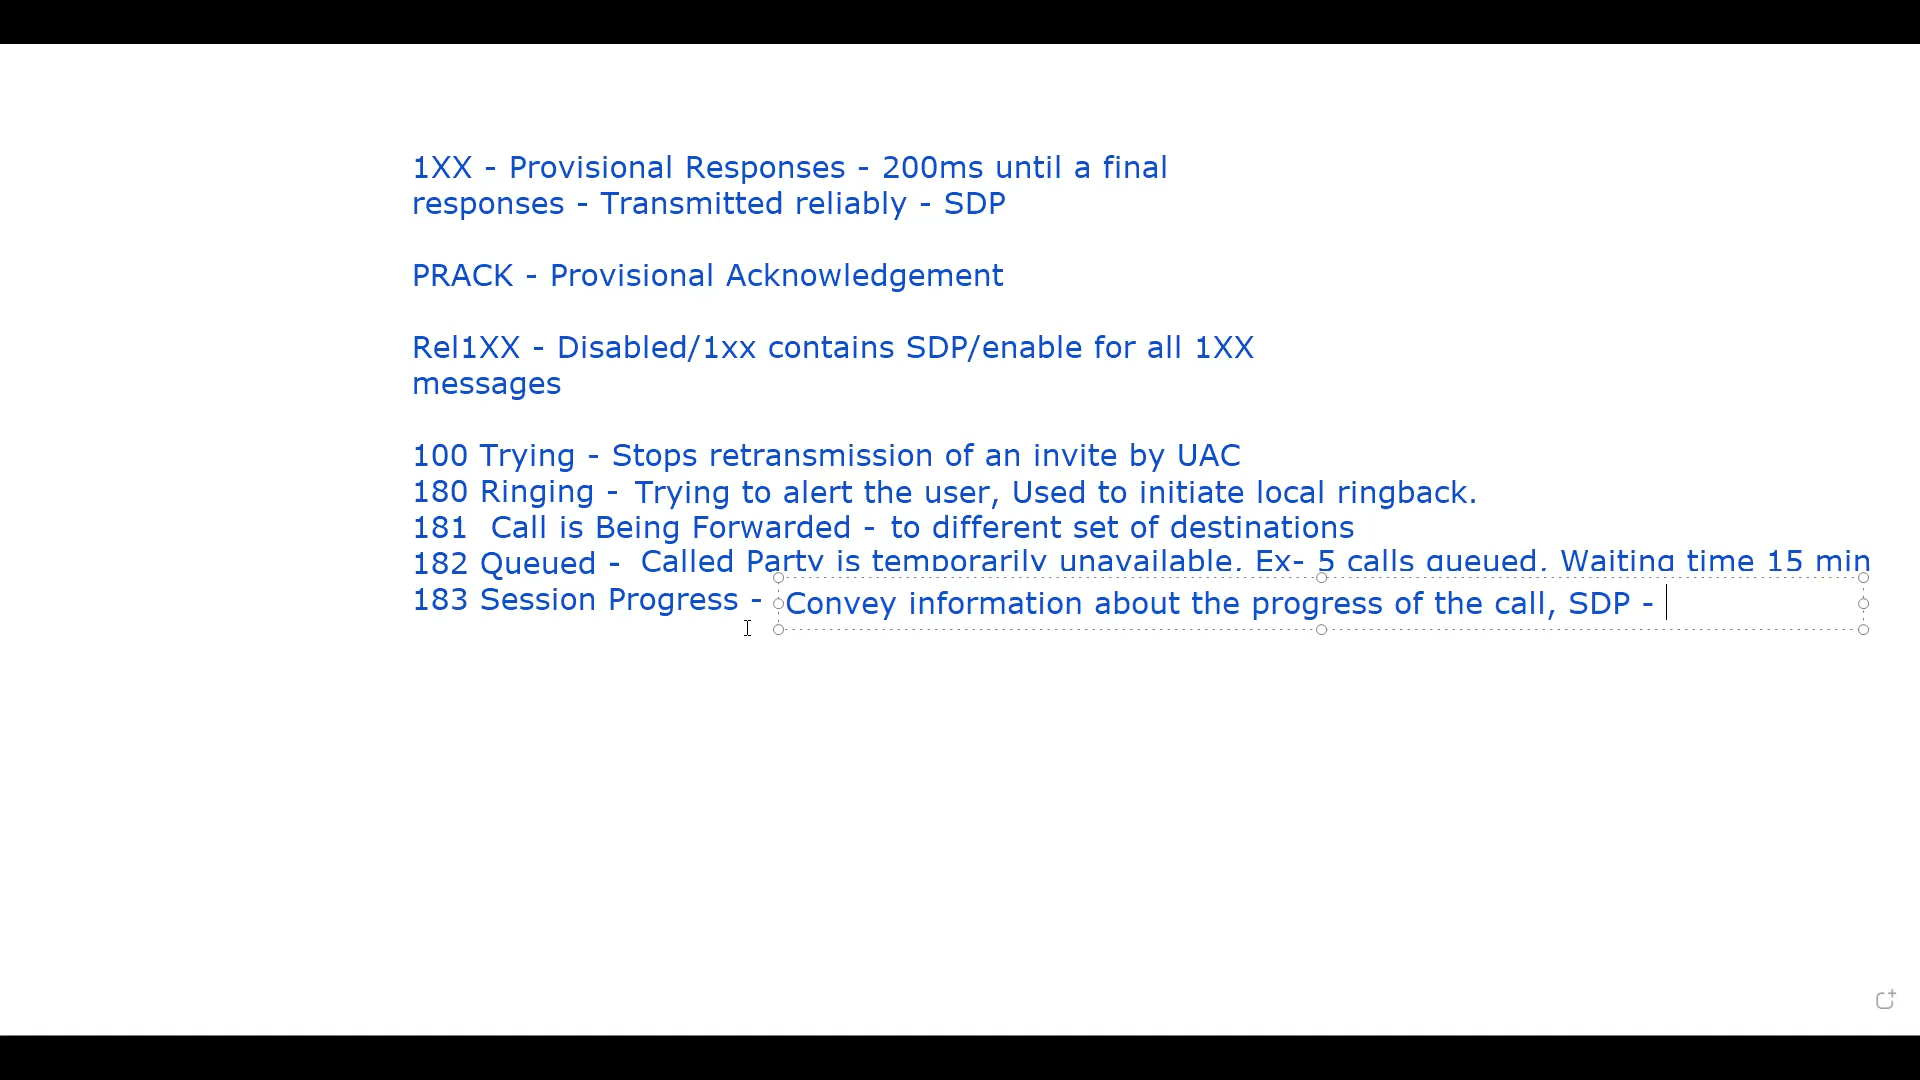 1XX - Provisional Responses - 200ms until a final
responses - Transmitted reliably - SDP
PRACK - Provisional Acknowledgement
Rel1XX - Disabled/1xx contains SDP/enable for all 1XX
messages
100 Trying - Stops retransmission of an invite by UAC
180 Ringing - Trying to alert the user, Used to initiate local ringback.
181 Call is Being Forwarded - to different set of destinations
182 Queued - Called Party is temporarily unavailable. Ex- 5 calls queued. Waiting time 15 min
183 Session Progress - Convey information about the progress of the call, SDP -